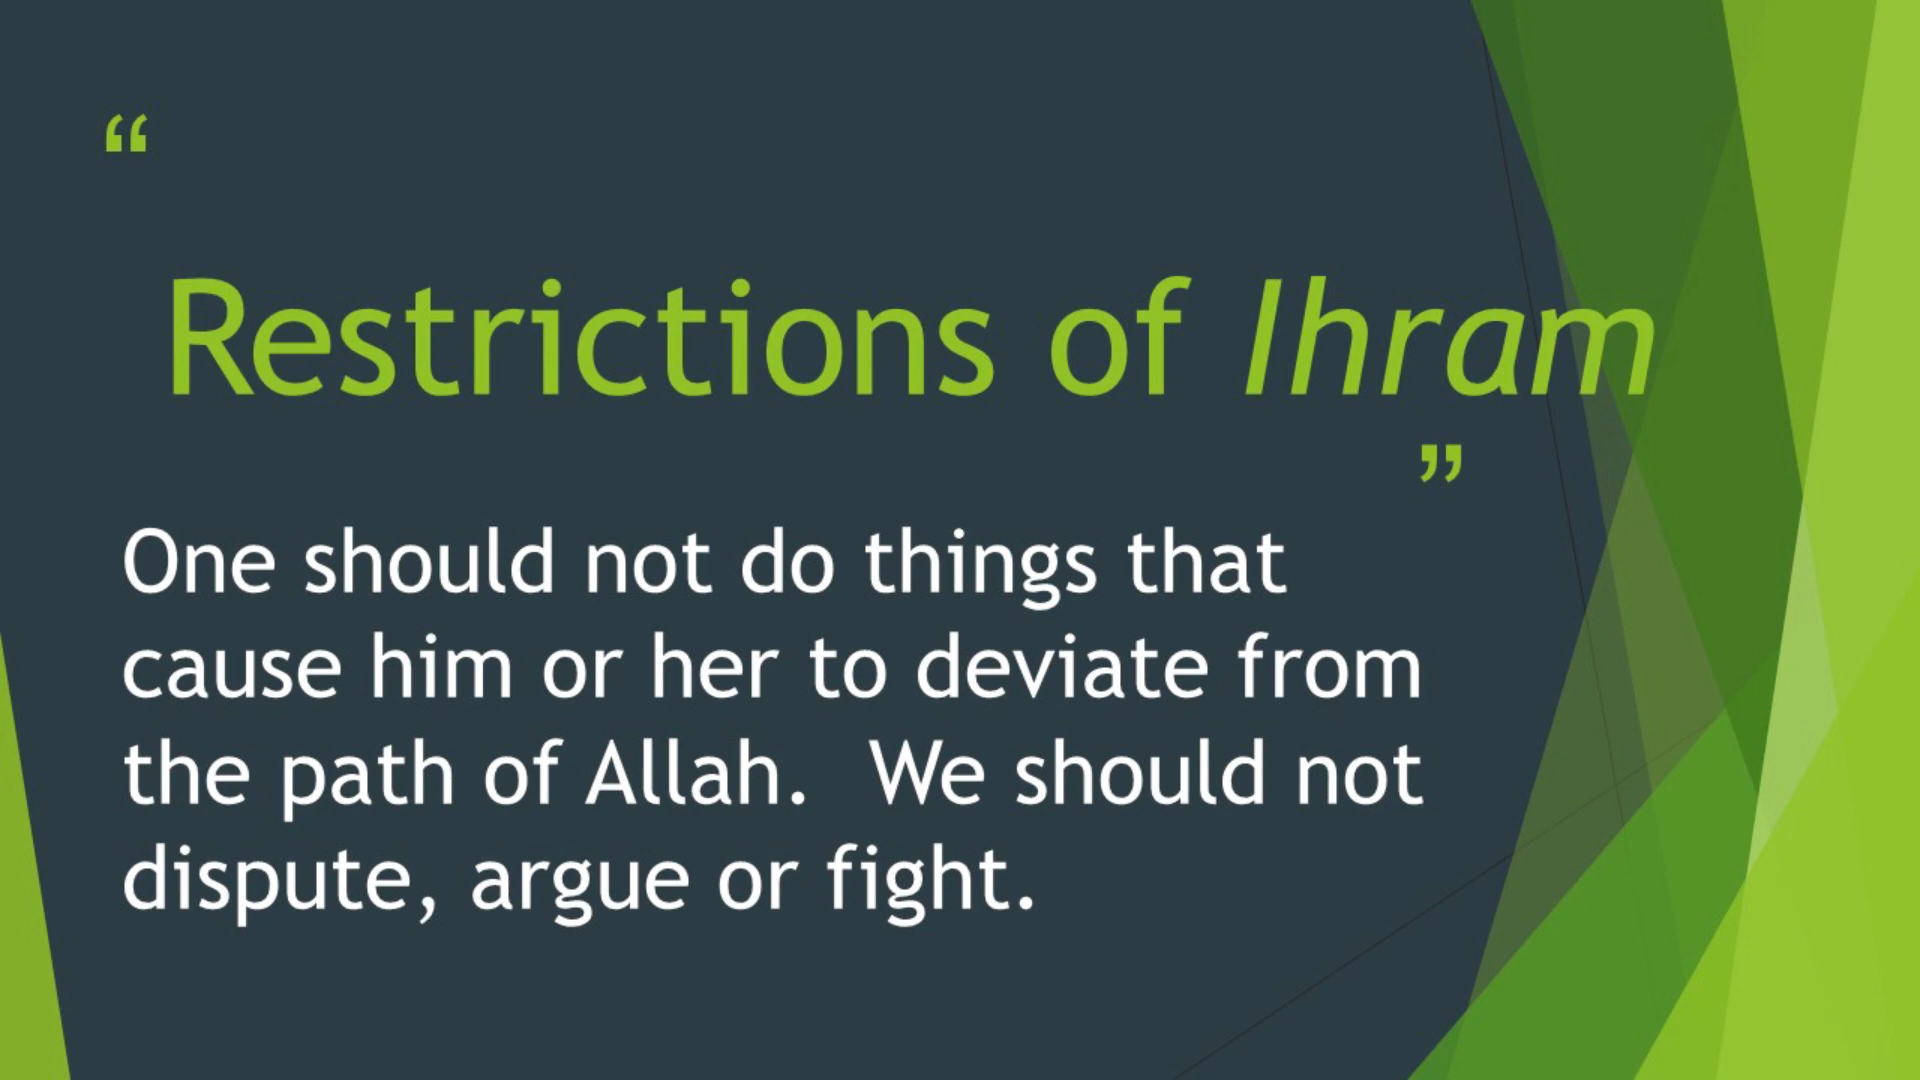 “
Restrictions of Ihram
”
One should not do things that
cause him or her to deviate from
the path of Allah.  We should not
dispute, argue or fight.